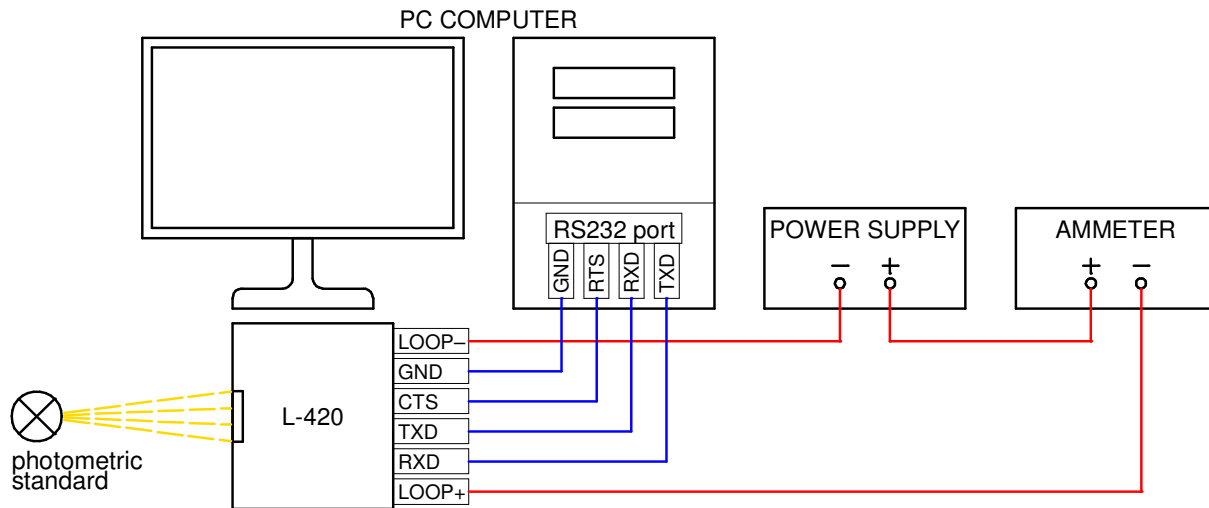 PC COMPUTER
RS232 port
GND
RTS
RXD
TXD
POWER SUPPLY
− +
AMMETER
+ −
L-420
LOOP–
GND
CTS
TXD
RXD
LOOP+
photometric
standard